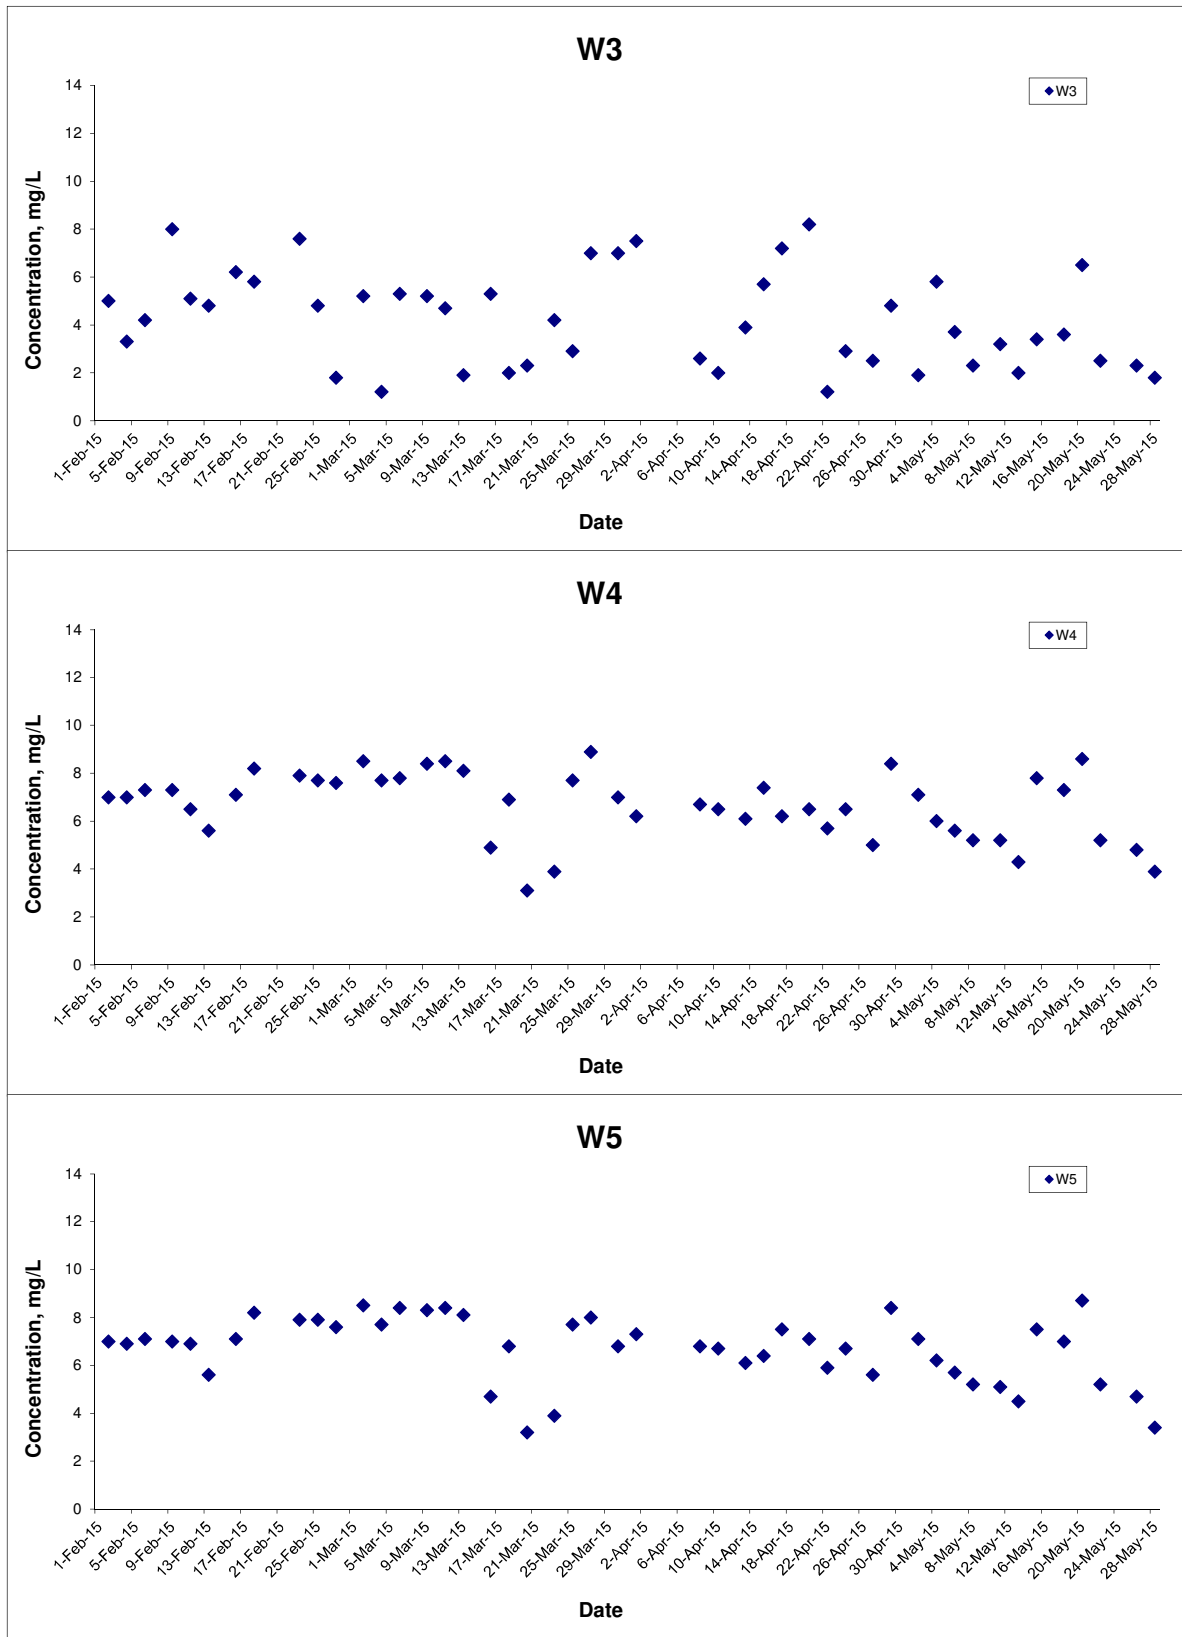 W3
W3
14
12
10
8
6
4
2
0
Concentration, mg/L
1-Feb-15 5-Feb-15 9-Feb-15 13-Feb-15 17-Feb-15 21-Feb-15 25-Feb-15 1-Mar-15 5-Mar-15 9-Mar-15 13-Mar-15 17-Mar-15 21-Mar-15 25-Mar-15 29-Mar-15 2-Apr-15 6-Apr-15 10-Apr-15 14-Apr-15 18-Apr-15 22-Apr-15 26-Apr-15 30-Apr-15 4-May-15 8-May-15 12-May-15 16-May-15 20-May-15 24-May-15 28-May-15
Date
W4
W4
14
12
10
8
6
4
2
0
Concentration, mg/L
1-Feb-15 5-Feb-15 9-Feb-15 13-Feb-15 17-Feb-15 21-Feb-15 25-Feb-15 1-Mar-15 5-Mar-15 9-Mar-15 13-Mar-15 17-Mar-15 21-Mar-15 25-Mar-15 29-Mar-15 2-Apr-15 6-Apr-15 10-Apr-15 14-Apr-15 18-Apr-15 22-Apr-15 26-Apr-15 30-Apr-15 4-May-15 8-May-15 12-May-15 16-May-15 20-May-15 24-May-15 28-May-15
Date
W5
W5
14
12
10
8
6
4
2
0
Concentration, mg/L
1-Feb-15 5-Feb-15 9-Feb-15 13-Feb-15 17-Feb-15 21-Feb-15 25-Feb-15 1-Mar-15 5-Mar-15 9-Mar-15 13-Mar-15 17-Mar-15 21-Mar-15 25-Mar-15 29-Mar-15 2-Apr-15 6-Apr-15 10-Apr-15 14-Apr-15 18-Apr-15 22-Apr-15 26-Apr-15 30-Apr-15 4-May-15 8-May-15 12-May-15 16-May-15 20-May-15 24-May-15 28-May-15
Date